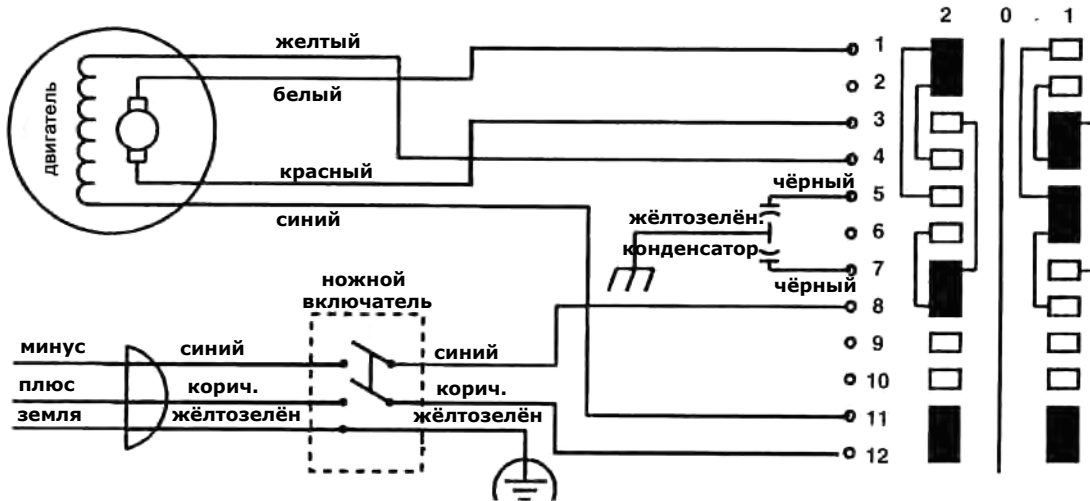 2 0 1
желтый
1
белый
2
двигатель
3
красный
4
чёрный
5
синий
жёлтозелён.
6
конденсатор
7
чёрный
ножной
включатель
8
минус синий синий
9
плюс корич. корич.
10
земля жёлтозелён жёлтозелён
11
12